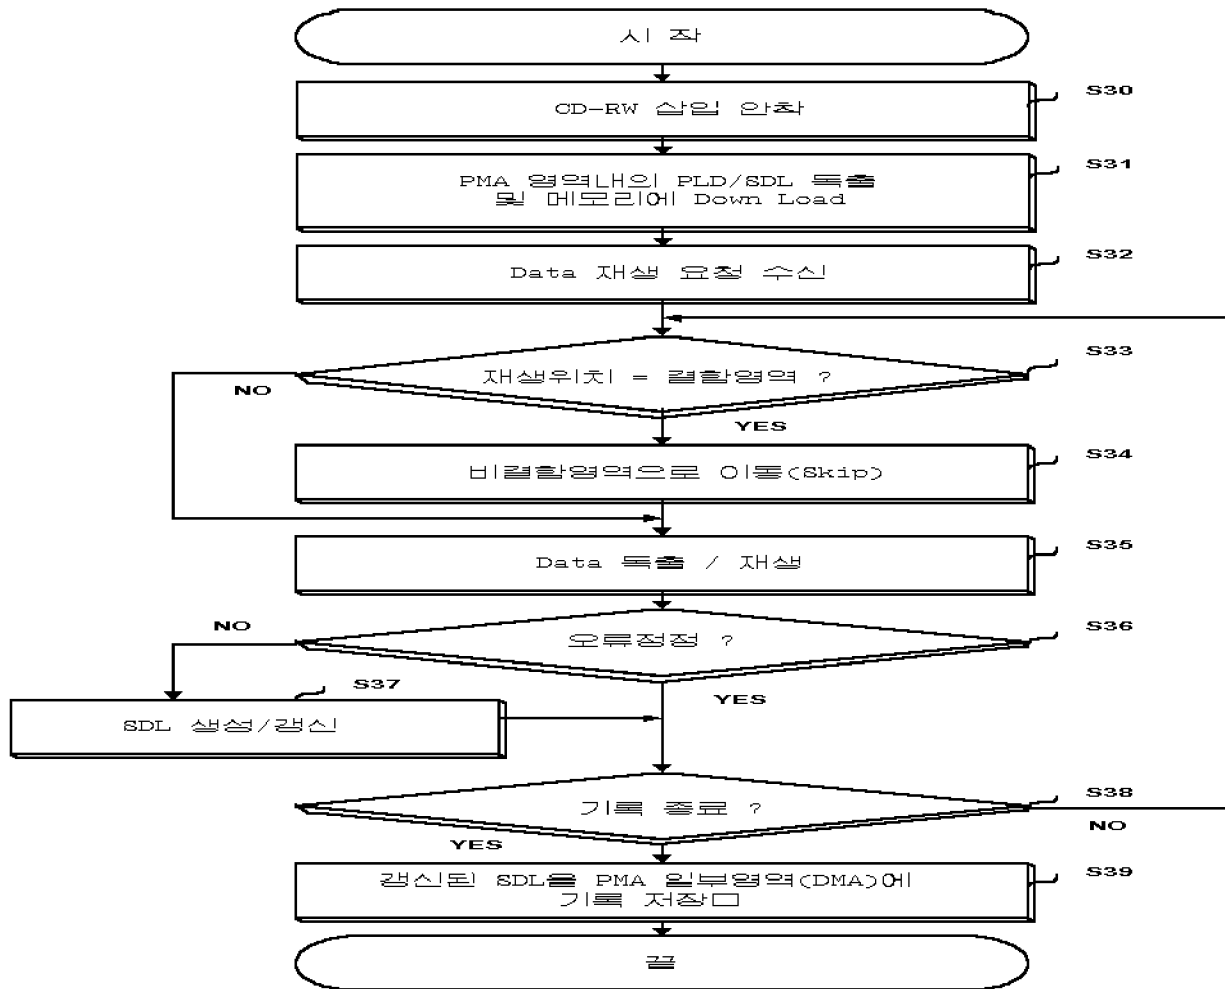 시 작
S30
CD-RW 삽입 안착
S31
PMA 영역내의 PLD/SDL 독출
및 메모리에 Down Load
S32
Data 재생 요청 수신
S33
재생위치 = 결함영역 ?
NO
YES
S34
비결함영역으로 이동(Skip)
S35
Data 독출 / 재생
NO
S36
오류정정 ?
S37
YES
SDL 생성/갱신
S38
기록 종료 ?
NO
YES
S39
갱신된 SDL을 PMA 일부영역(DMA)에
기록 저장□
끝